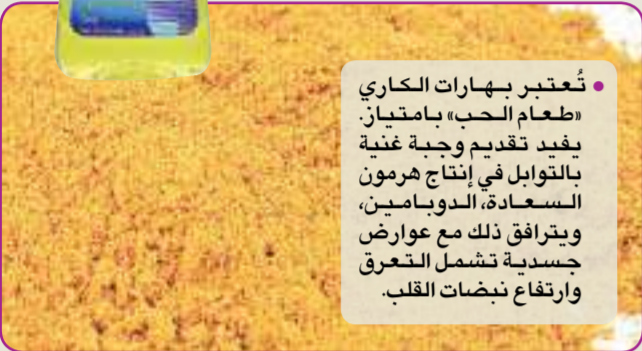 • تُعتبر بهارات الكاري
«طعام الحب» بامتياز.
يفيد تقديم وجبة غنية
بالتوابل في إنتاج هرمون
السعادة، الدوبامين،
ويترافق ذلك مع عوارض
جسدية تشمل التعرق
وارتفاع نبضات القلب.